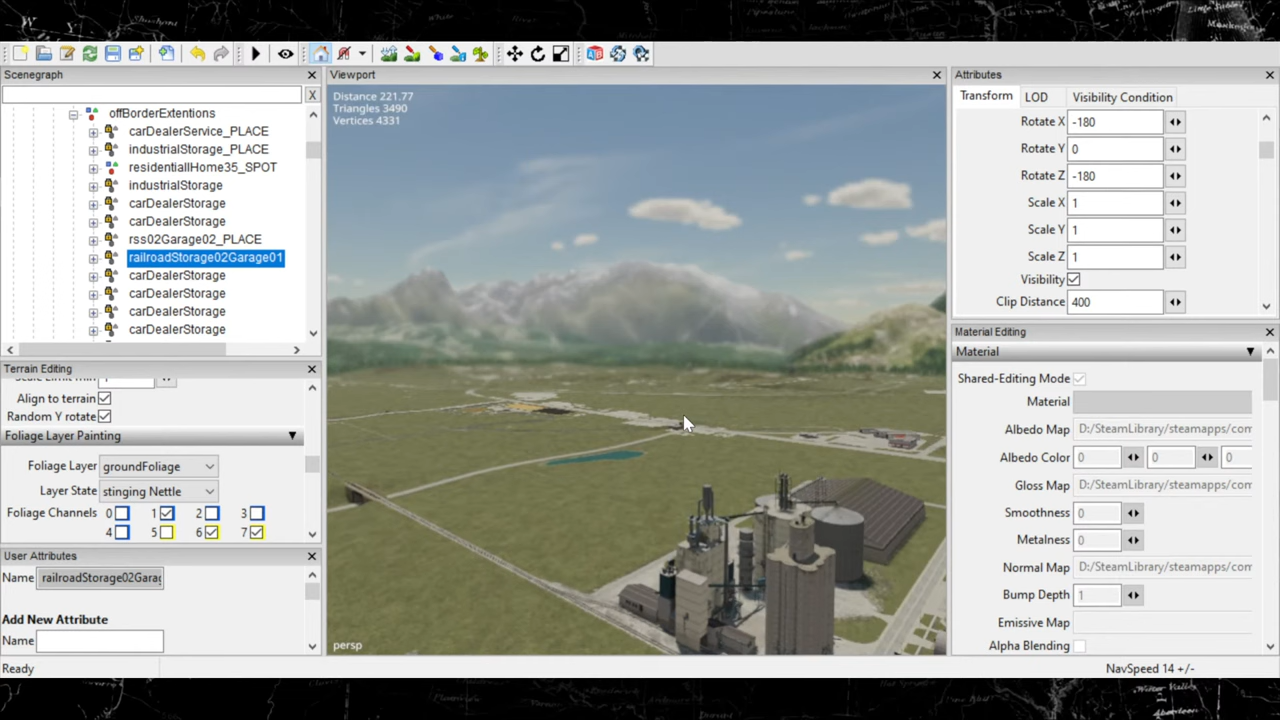 Scenegraph
X
offBorderExtentions
carDealerService_PLACE
industrialStorage_PLACE
residentiallHome35_SPOT
industrialStorage
carDealerStorage
carDealerStorage
rss02Garage02_PLACE
railroadStorage02Garage01
carDealerStorage
carDealerStorage
carDealerStorage
carDealerStorage
Terrain Editing
Align to terrain
Random Y rotate
Foliage Layer Painting
Foliage Layer groundFoliage
Layer State stinging Nettle
Foliage Channels 0 1 2 3
4 5 6 7
User Attributes
Name railroadStorage02Garag
Add New Attribute
Name
Ready
Viewport
Distance 221.77
Triangles 3490
Vertices 4331
persp
Attributes
Transform LOD Visibility Condition
Rotate X -180
Rotate Y 0
Rotate Z -180
Scale X 1
Scale Y 1
Scale Z 1
Visibility
Clip Distance 400
Material Editing
Material
Shared-Editing Mode
Material
Albedo Map D:/SteamLibrary/steamapps/com
Albedo Color 0 0 0
Gloss Map D:/SteamLibrary/steamapps/com
Smoothness 0
Metalness 0
Normal Map D:/SteamLibrary/steamapps/com
Bump Depth 1
Emissive Map
Alpha Blending
NavSpeed 14 +/-